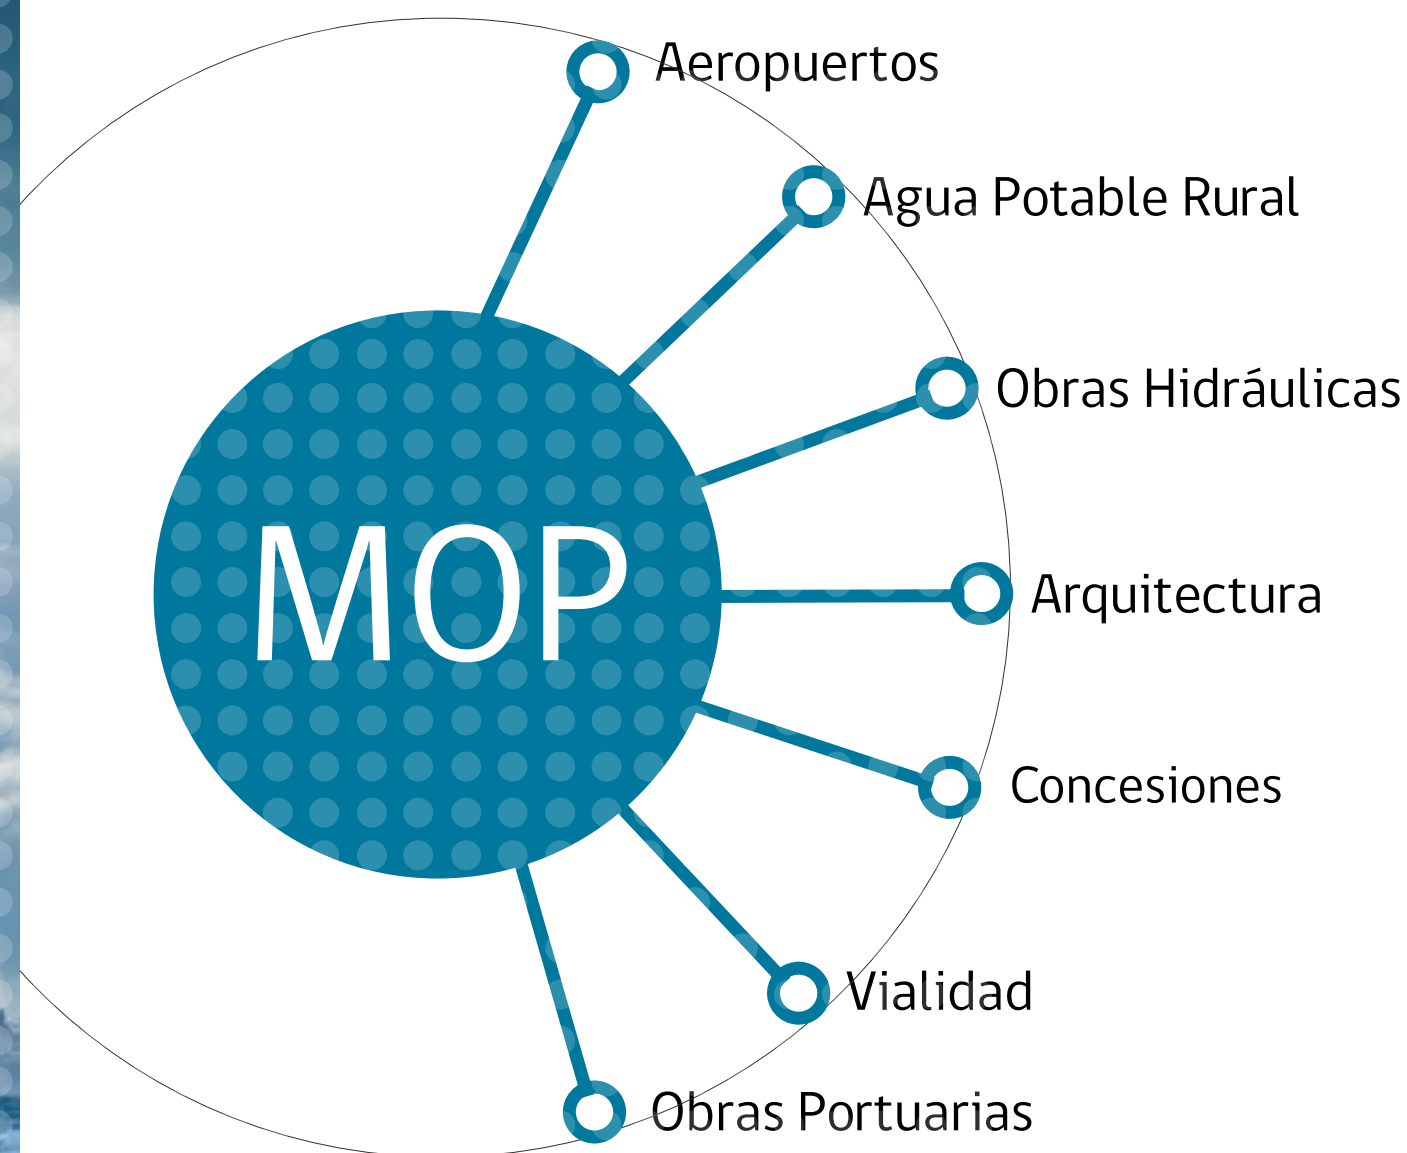 Aeropuertos
Agua Potable Rural
Obras Hidráulicas
MOP
Arquitectura
Concesiones
Vialidad
Obras Portuarias